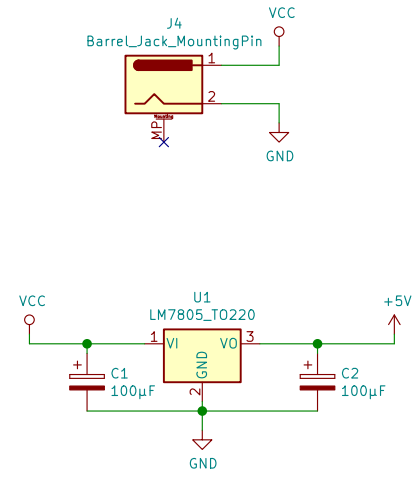 VCC
J4
Barrel_Jack_MountingPin
1
2
Mounting
MP
GND
VCC
U1
LM7805_TO220
+5V
1
VI
VO
3
GND
2
+
C1
100µF
+
C2
100µF
GND